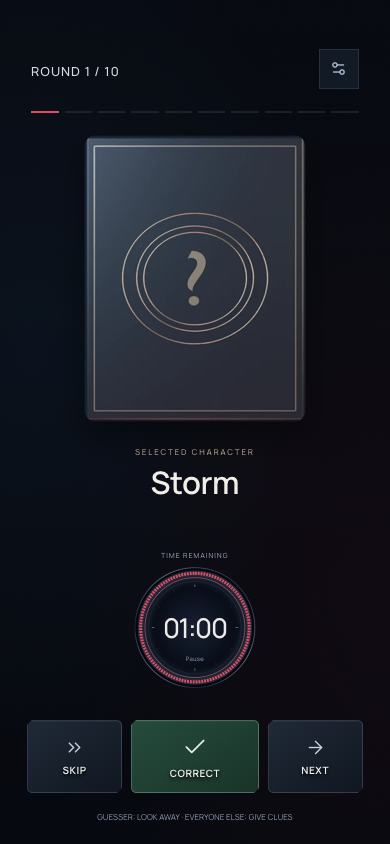 ROUND 1 / 10
?
SELECTED CHARACTER
Storm
TIME REMAINING
01:00
Pause
SKIP
CORRECT
NEXT
GUESSER: LOOK AWAY · EVERYONE ELSE: GIVE CLUES